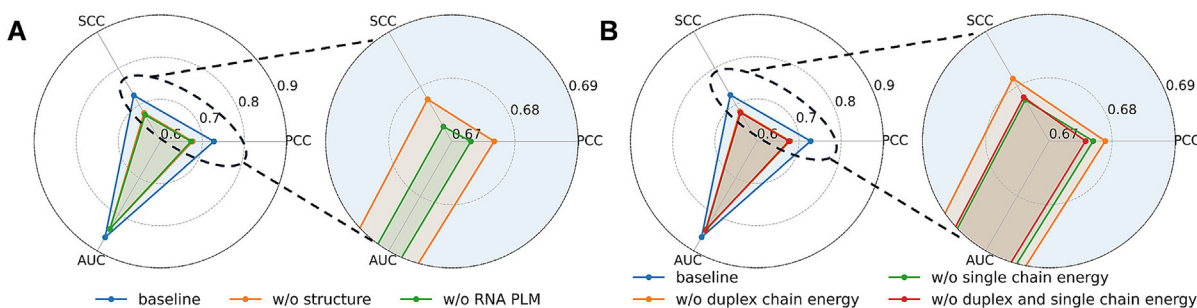 A
SCC
0.9
0.8
0.7
0.6
PCC
AUC
SCC
0.69
0.68
0.67
PCC
AUC
baseline
w/o structure
w/o RNA PLM
B
SCC
0.9
0.8
0.7
0.6
PCC
AUC
SCC
0.69
0.68
0.67
PCC
AUC
baseline
w/o single chain energy
w/o duplex chain energy
w/o duplex and single chain energy